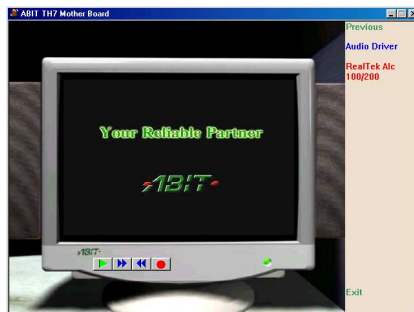 ABIT TH7 Mother Board
Previous
Audio Driver
RealTek Alc
100/200
Your Reliable Partner
ABIT
ABIT
Exit